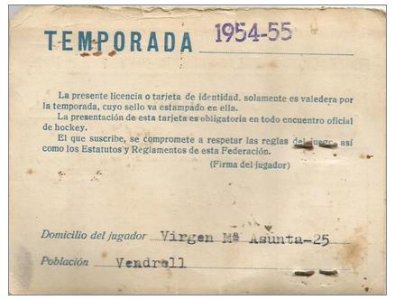 TEMPORADA 1954-55
La presente licencia o tarjeta de identidad, solamente es valedera por
la temporada, cuyo sello va estampado en ella.
La presentación de esta tarjeta es obligatoria en todo encuentro oficial
de hockey.
El que suscribe, se compromete a respetar las reglas del juego, así
como los Estatutos y Reglamentos de esta Federación.
(Firma del jugador)
Domicilio del jugador Virgen Mª Asunta-25
Población Vendrell